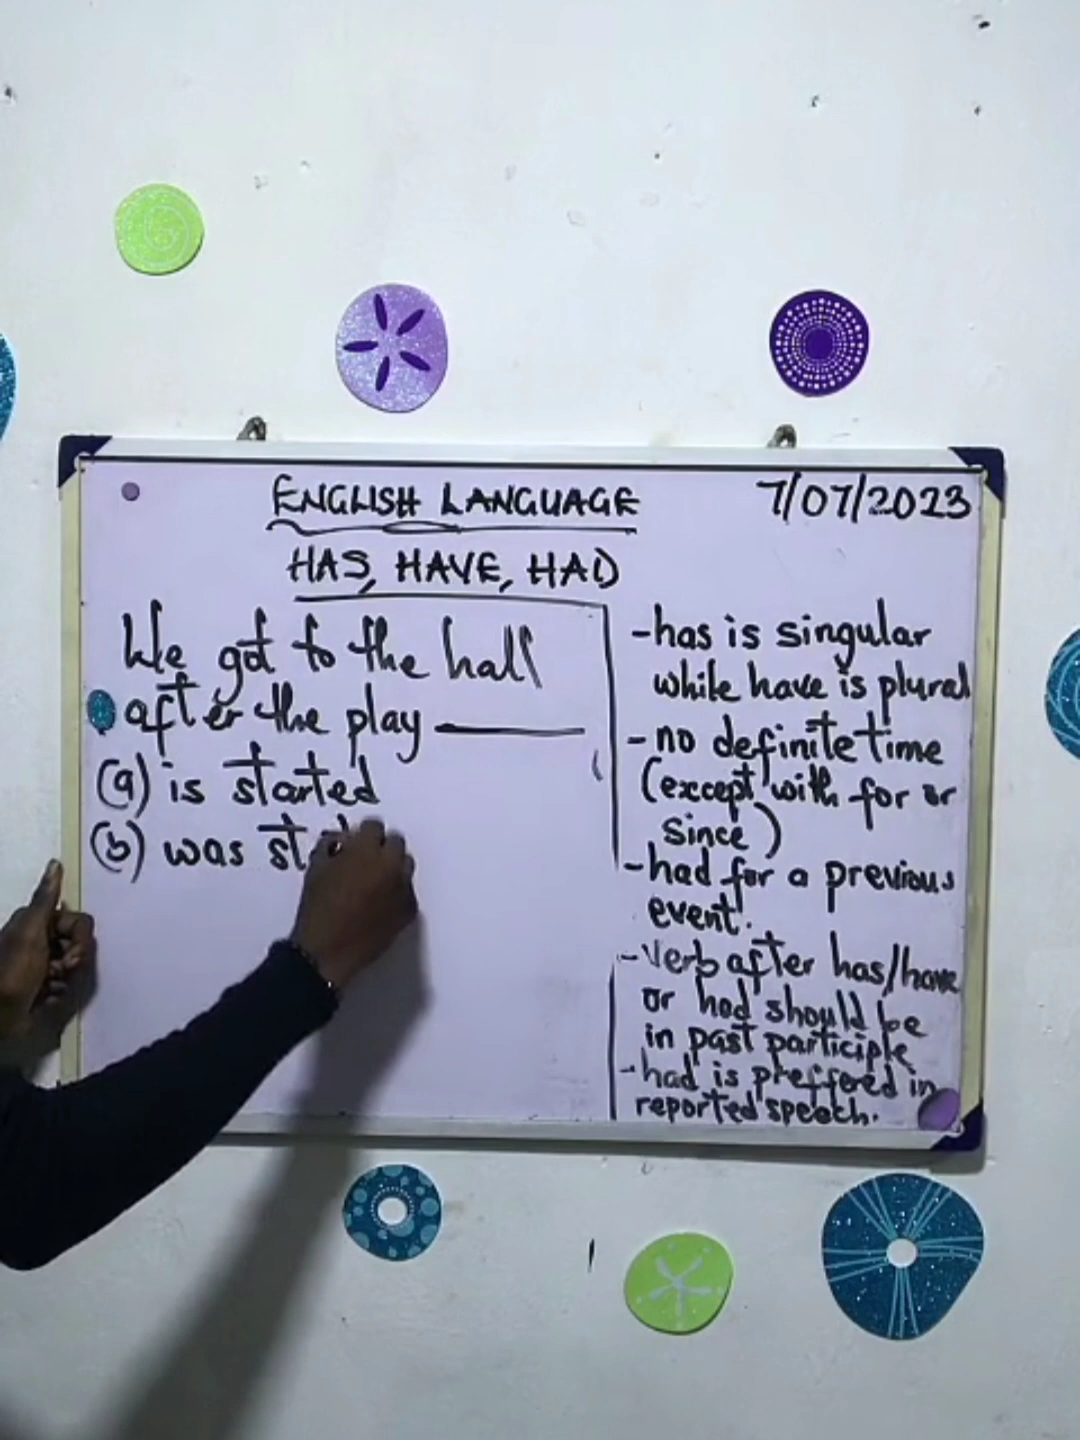 ENGLISH LANGUAGE
7/07/2023
HAS, HAVE, HAD
We got to the hall
after the play ______
(a) is started
(b) was
-has is singular
while have is plural
-no definite time
(except with for or
since)
-had for a previous
event.
-verb after has/have
or had should be
in past participle
-had is preffered in
reported speech.